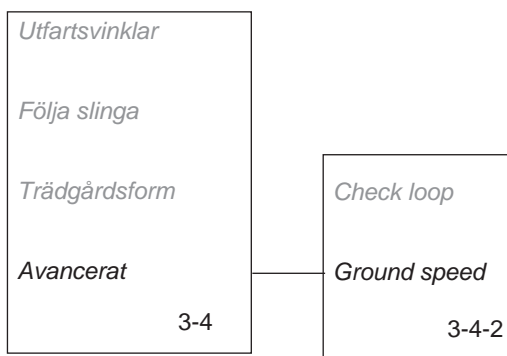 Utfartsvinklar
Följa slinga
Trädgårdsform
Avancerat
3-4
Check loop
Ground speed
3-4-2